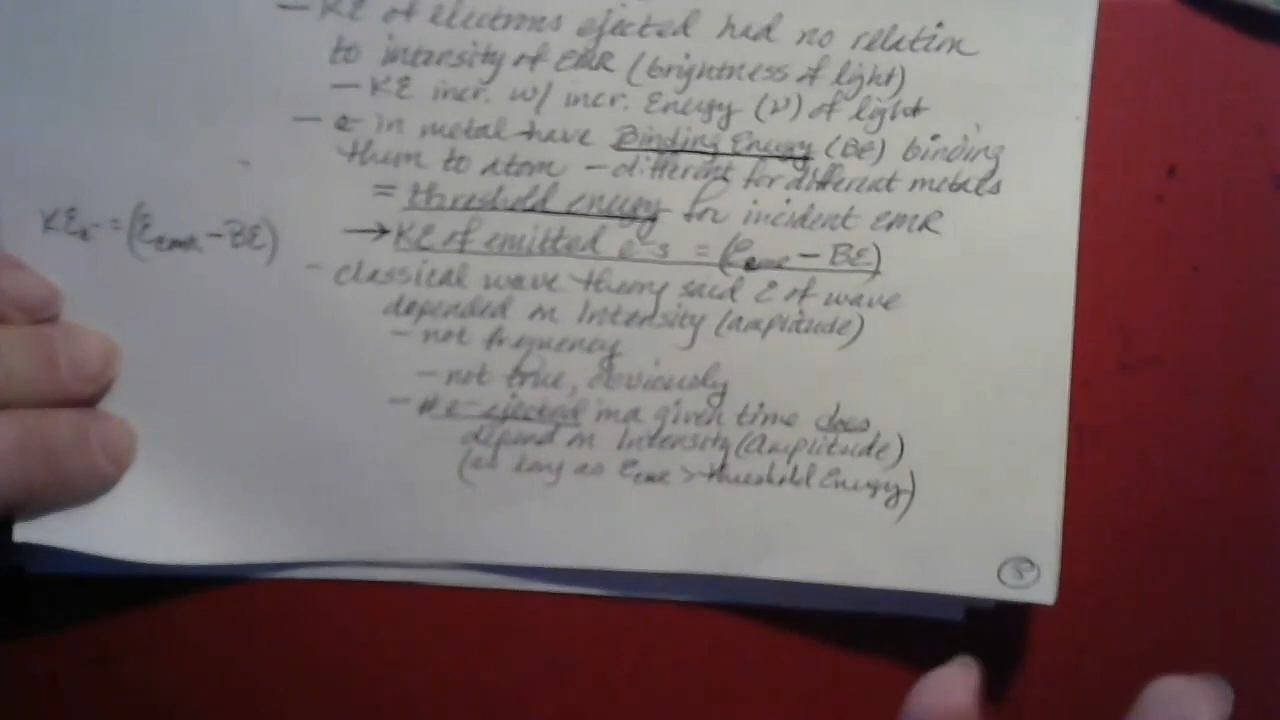 - KE of electrons ejected had no relation
to intensity of EMR (brightness of light)
- KE incr. w/ incr. Energy (ν) of light
- e⁻ in metal have Binding Energy (BE) binding
them to atom - different for different metals
= threshold energy for incident EMR
KEe⁻ = (Eemr - BE)
→ KE of emitted e⁻s = (Eemr - BE)
- classical wave theory said E of wave
depended on Intensity (amplitude)
- not frequency
- not true, obviously
- # e⁻ ejected in a given time does
depend on Intensity (Amplitude)
(as long as Eemr > threshold Energy)
5